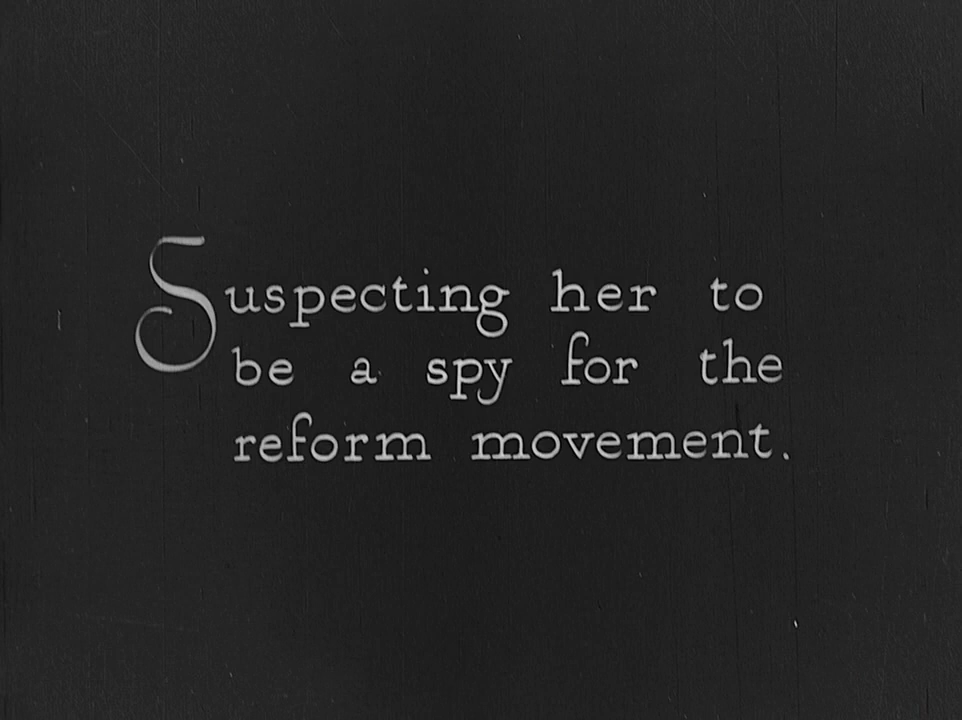 Suspecting her to
be a spy for the
reform movement.